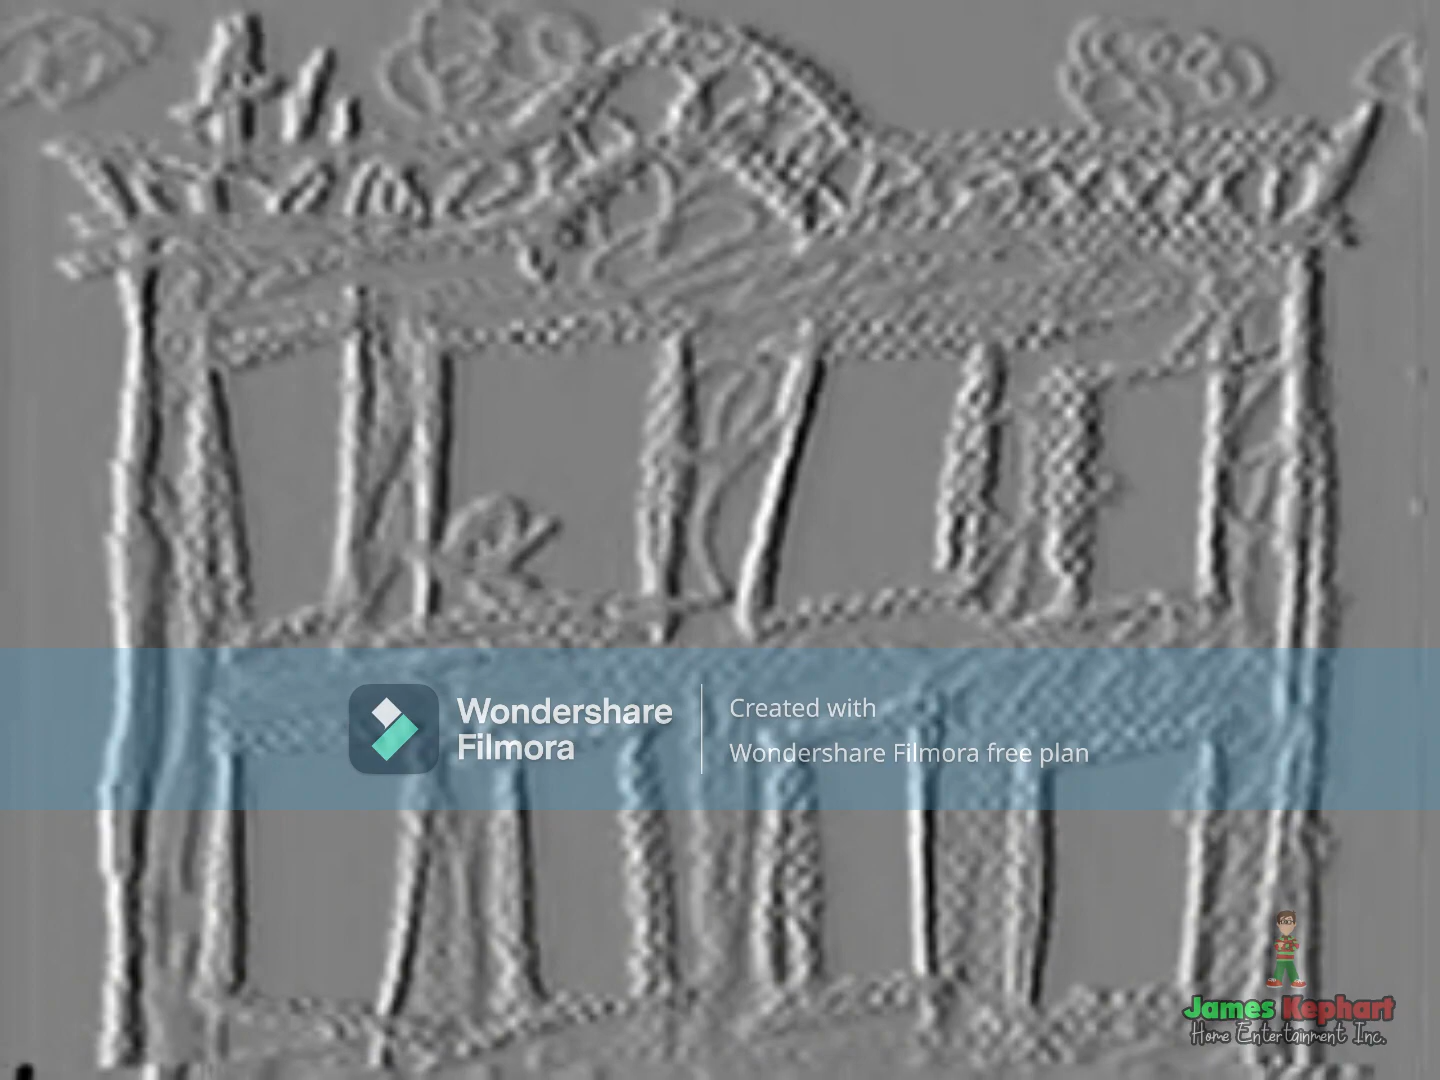 Wondershare
Filmora
Created with
Wondershare Filmora free plan
James Kephart
Home Entertainment Inc.